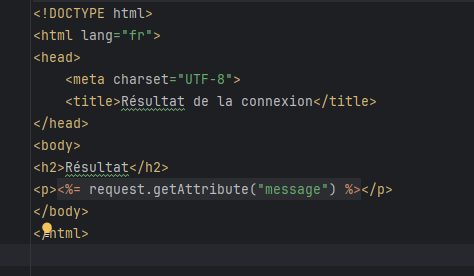 <!DOCTYPE html>
<html lang="fr">
<head>
    <meta charset="UTF-8">
    <title>Résultat de la connexion</title>
</head>
<body>
<h2>Résultat</h2>
<p><%= request.getAttribute("message") %></p>
</body>
</html>